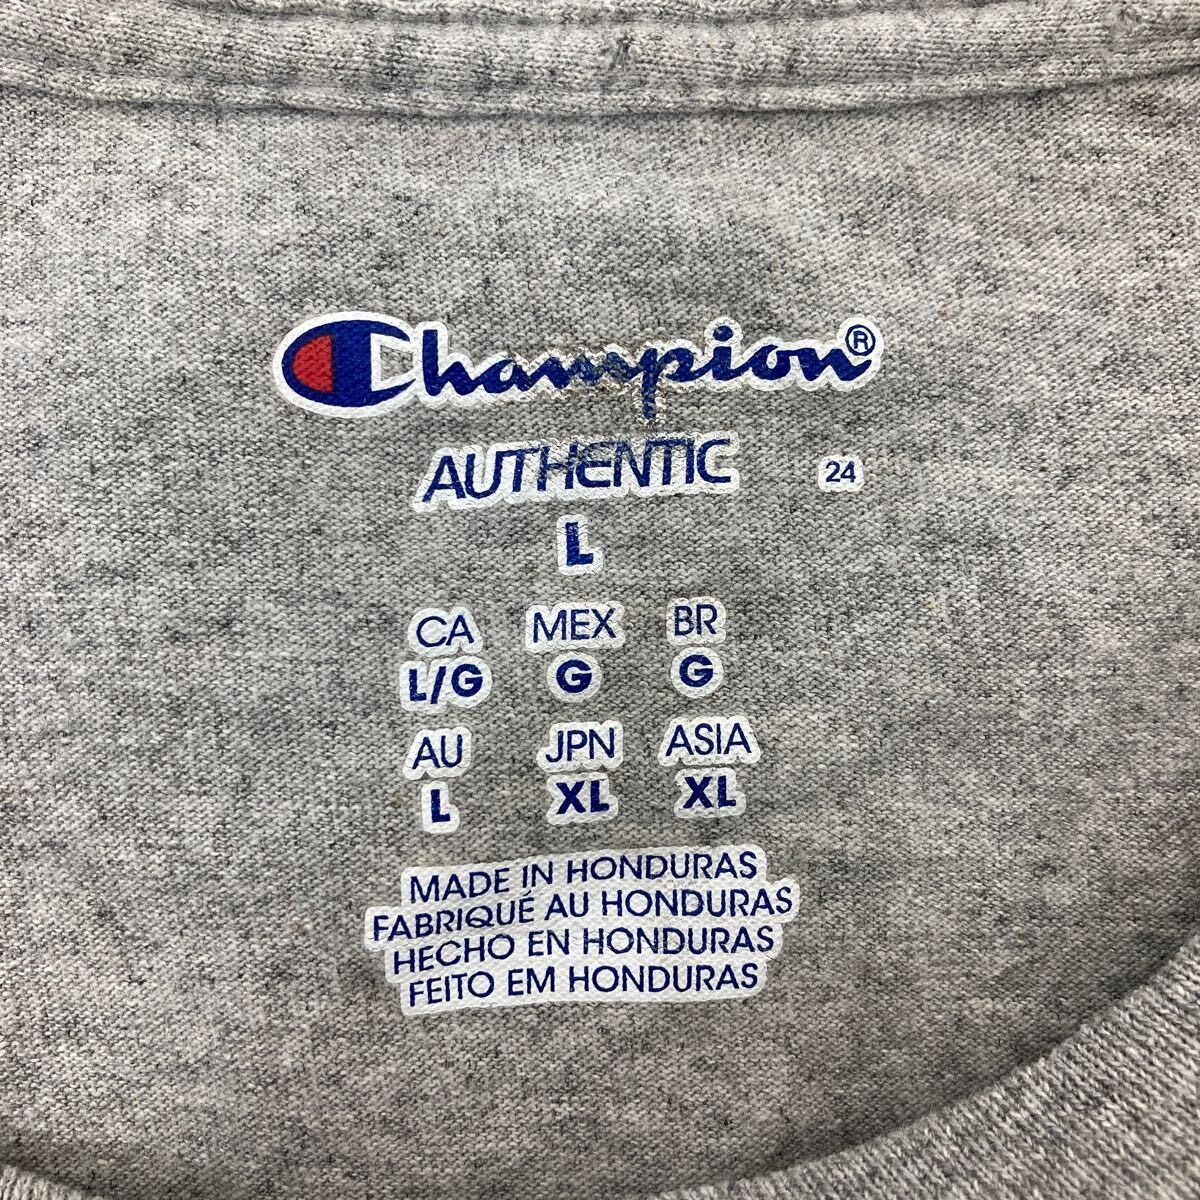 Champion®
AUTHENTIC 24
L
CA MEX BR
L/G G G
AU JPN ASIA
L XL XL
MADE IN HONDURAS
FABRIQUÉ AU HONDURAS
HECHO EN HONDURAS
FEITO EM HONDURAS